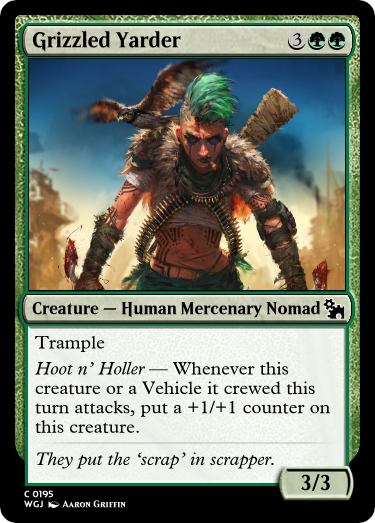 Grizzled Yarder 3
Creature — Human Mercenary Nomad
Trample
Hoot n' Holler — Whenever this
creature or a Vehicle it crewed this
turn attacks, put a +1/+1 counter on
this creature.
They put the ‘scrap’ in scrapper.
3/3
C 0195
WGJ Aaron Griffin